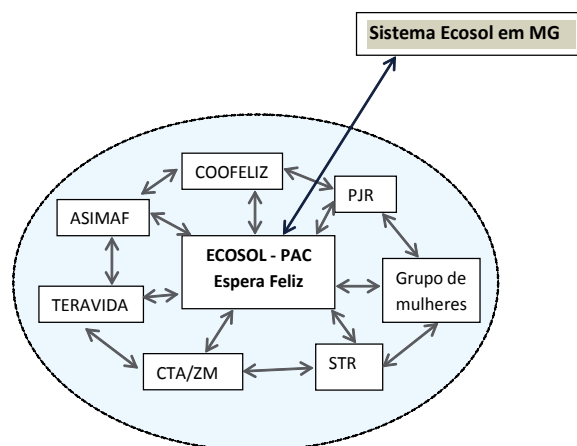 Sistema Ecosol em MG
COOFELIZ
PJR
ASIMAF
ECOSOL - PAC
Espera Feliz
Grupo de
mulheres
TERAVIDA
CTA/ZM
STR